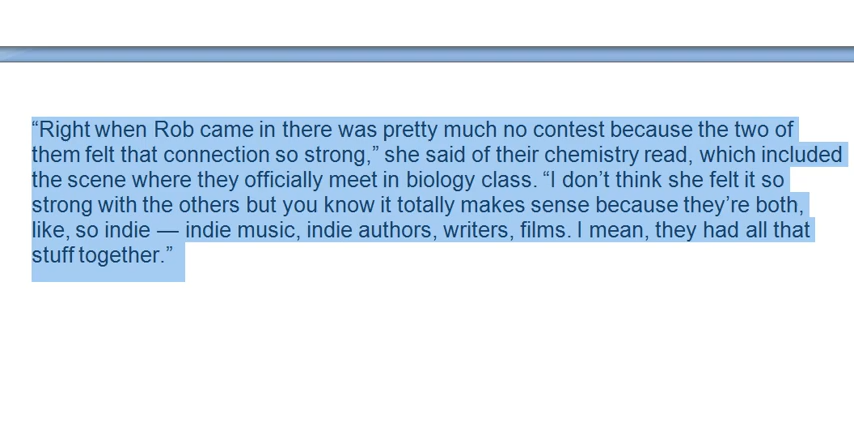 “Right when Rob came in there was pretty much no contest because the two of
them felt that connection so strong,” she said of their chemistry read, which included
the scene where they officially meet in biology class. “I don’t think she felt it so
strong with the others but you know it totally makes sense because they’re both,
like, so indie — indie music, indie authors, writers, films. I mean, they had all that
stuff together.”